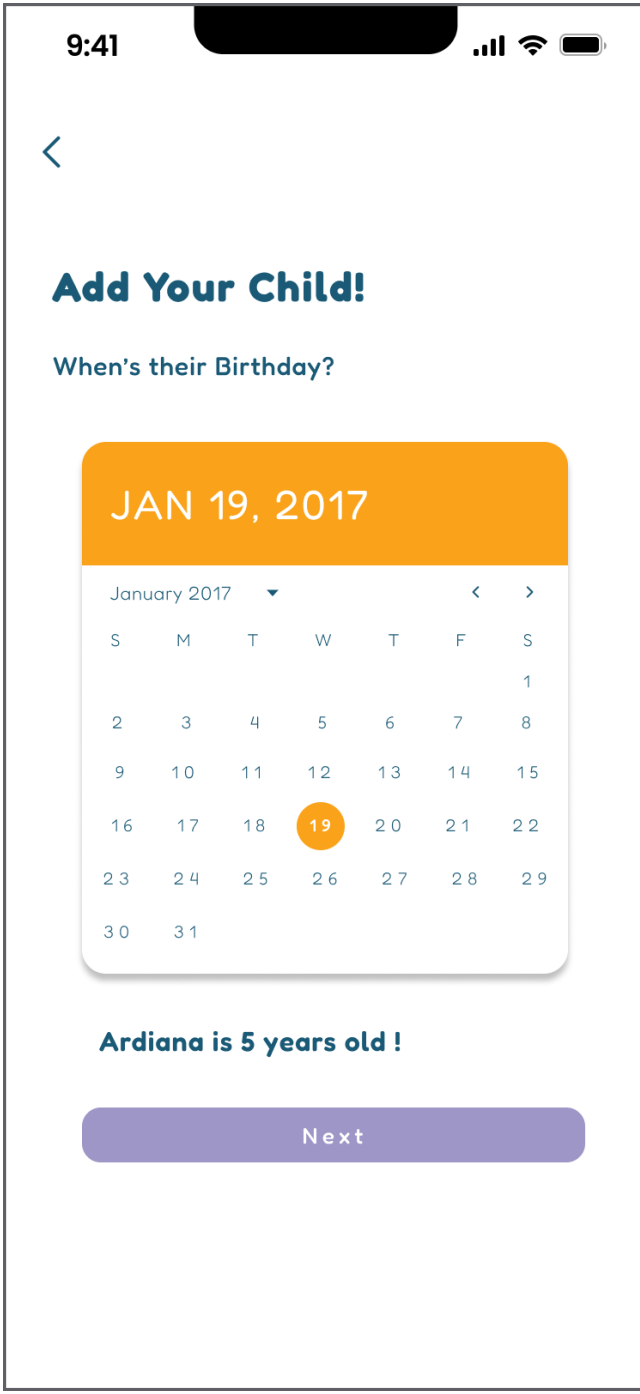 9:41
Add Your Child!
When's their Birthday?
JAN 19, 2017
January 2017
S M T W T F S
1
2 3 4 5 6 7 8
9 10 11 12 13 14 15
16 17 18 19 20 21 22
23 24 25 26 27 28 29
30 31
Ardiana is 5 years old !
Next